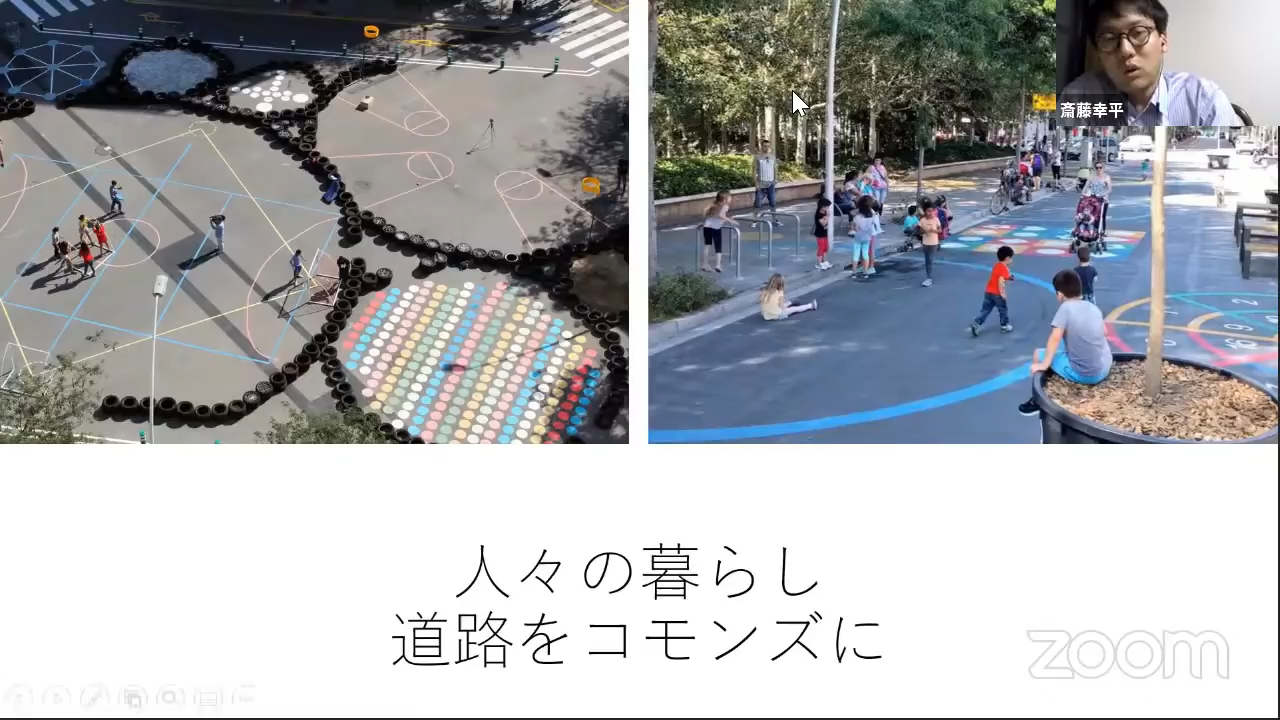 斎藤幸平
人々の暮らし
道路をコモンズに
zoom